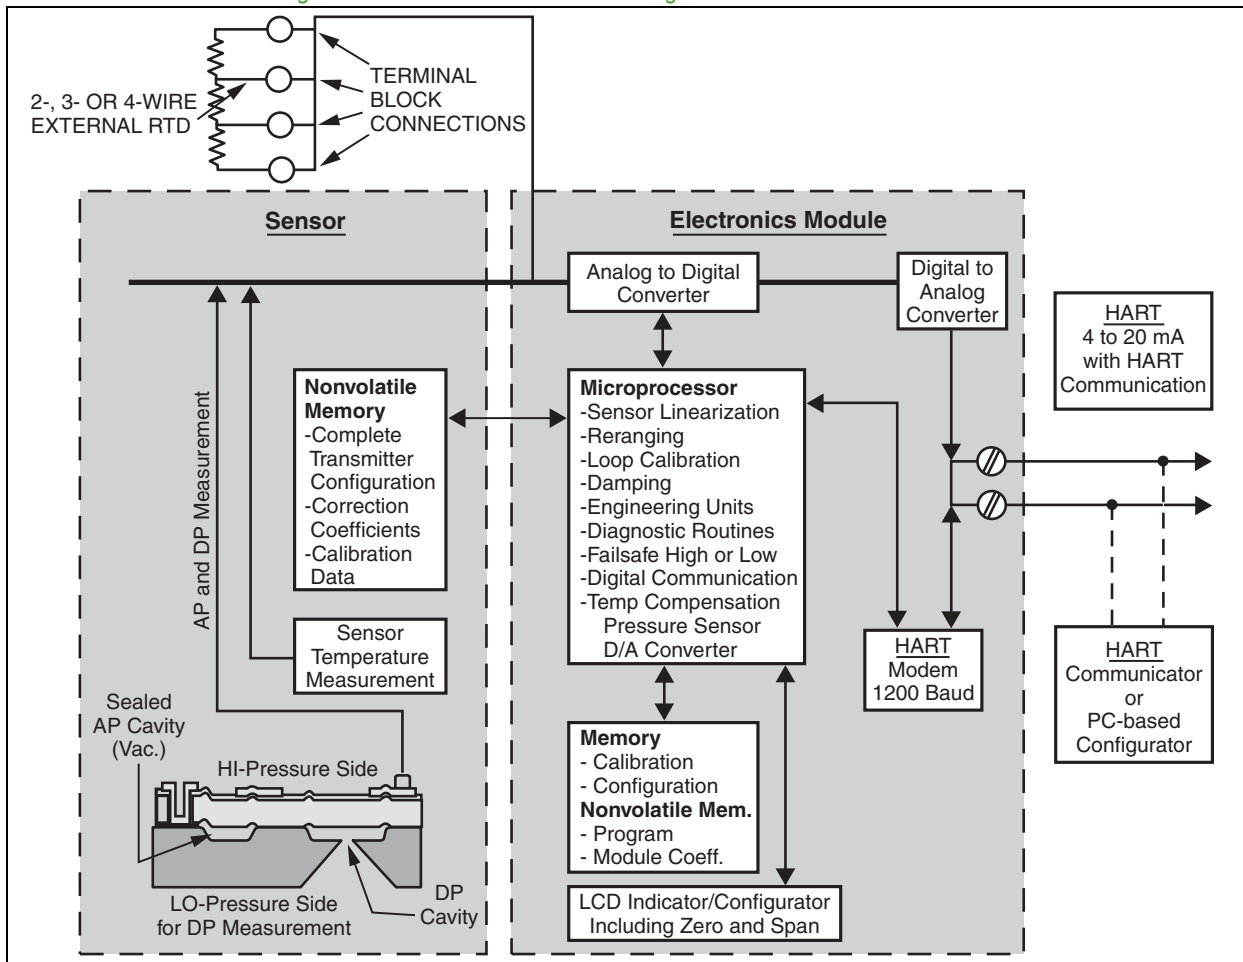 TERMINAL
BLOCK
CONNECTIONS
2-, 3- OR 4-WIRE
EXTERNAL RTD
Sensor
AP and DP Measurement
Nonvolatile
Memory
-Complete
Transmitter
Configuration
-Correction
Coefficients
-Calibration
Data
Sensor
Temperature
Measurement
Sealed
AP Cavity
(Vac.)
HI-Pressure Side
LO-Pressure Side
for DP Measurement
DP
Cavity
Electronics Module
Analog to Digital
Converter
Digital to
Analog
Converter
Microprocessor
-Sensor Linearization
-Reranging
-Loop Calibration
-Damping
-Engineering Units
-Diagnostic Routines
-Failsafe High or Low
-Digital Communication
-Temp Compensation
Pressure Sensor
D/A Converter
HART
Modem
1200 Baud
Memory
- Calibration
- Configuration
Nonvolatile Mem.
- Program
- Module Coeff.
LCD Indicator/Configurator
Including Zero and Span
HART
4 to 20 mA
with HART
Communication
HART
Communicator
or
PC-based
Configurator